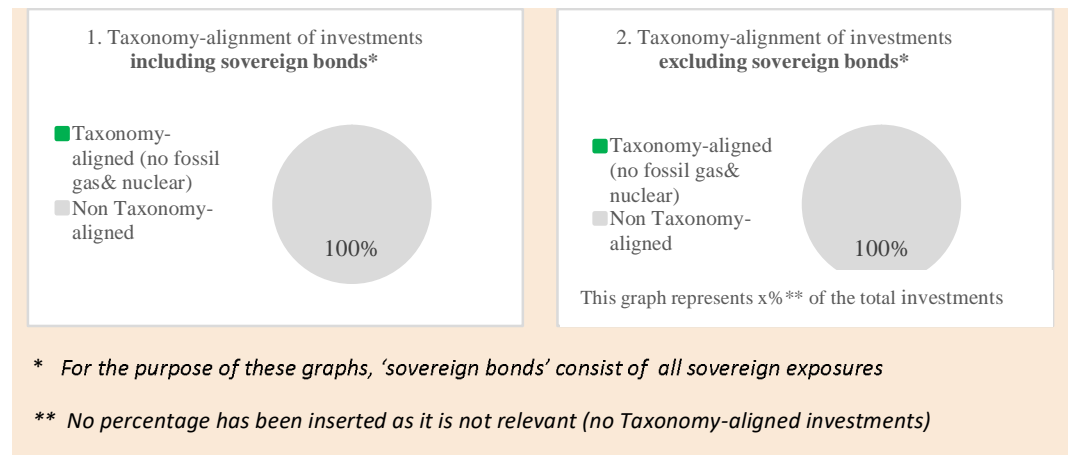 1. Taxonomy-alignment of investments
including sovereign bonds*
Taxonomy-
aligned (no fossil
gas& nuclear)
Non Taxonomy-
aligned
100%
2. Taxonomy-alignment of investments
excluding sovereign bonds*
Taxonomy-aligned
(no fossil gas&
nuclear)
Non Taxonomy-
aligned
100%
This graph represents x%** of the total investments
* For the purpose of these graphs, ‘sovereign bonds’ consist of all sovereign exposures
** No percentage has been inserted as it is not relevant (no Taxonomy-aligned investments)